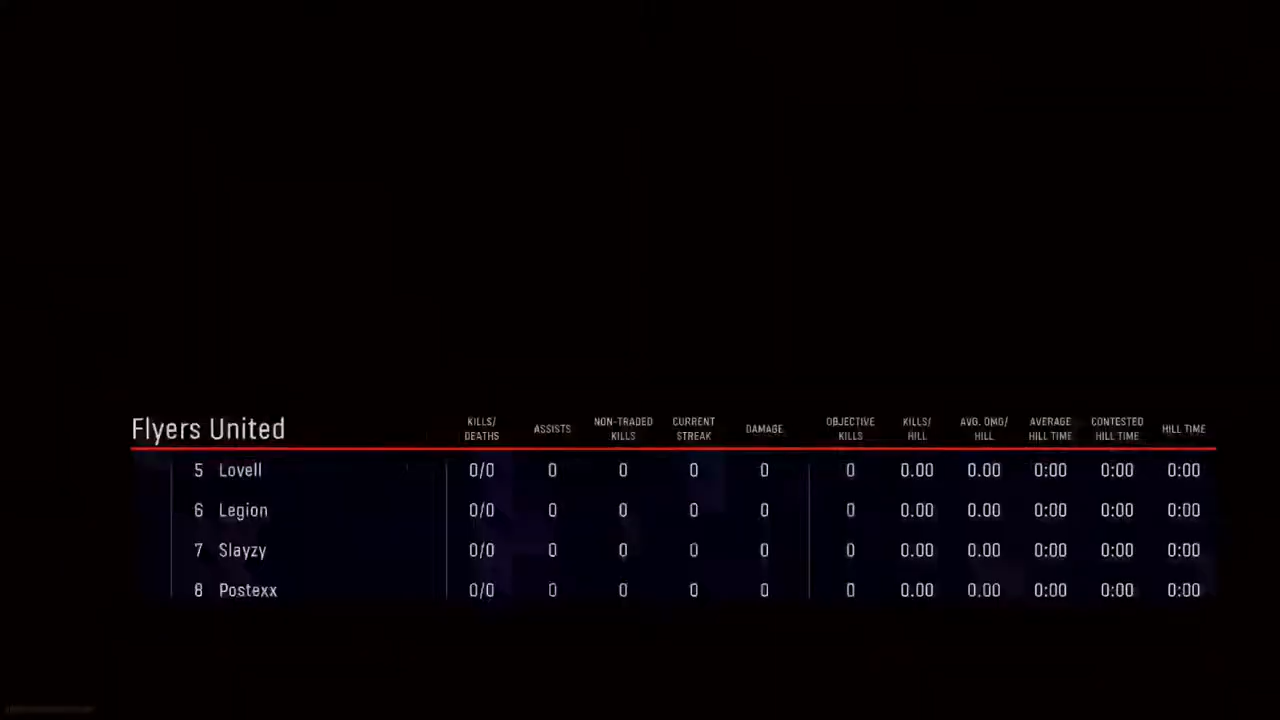 Flyers United KILLS/DEATHS ASSISTS NON-TRADED KILLS CURRENT STREAK DAMAGE OBJECTIVE KILLS KILLS/HILL AVG. DMG/HILL AVERAGE HILL TIME CONTESTED HILL TIME HILL TIME
5 Lovell 0/0 0 0 0 0 0 0.00 0.00 0:00 0:00 0:00
6 Legion 0/0 0 0 0 0 0 0.00 0.00 0:00 0:00 0:00
7 Slayzy 0/0 0 0 0 0 0 0.00 0.00 0:00 0:00 0:00
8 Postexx 0/0 0 0 0 0 0 0.00 0.00 0:00 0:00 0:00